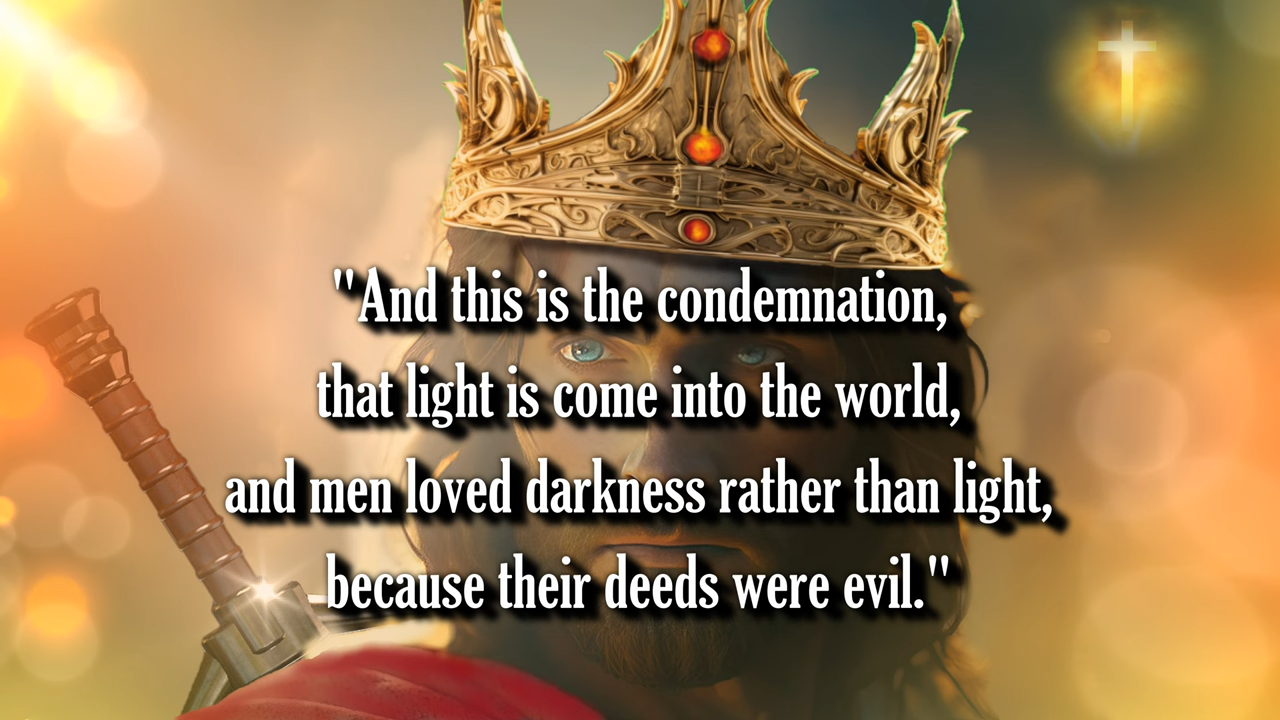 "And this is the condemnation,
that light is come into the world,
and men loved darkness rather than light,
because their deeds were evil."